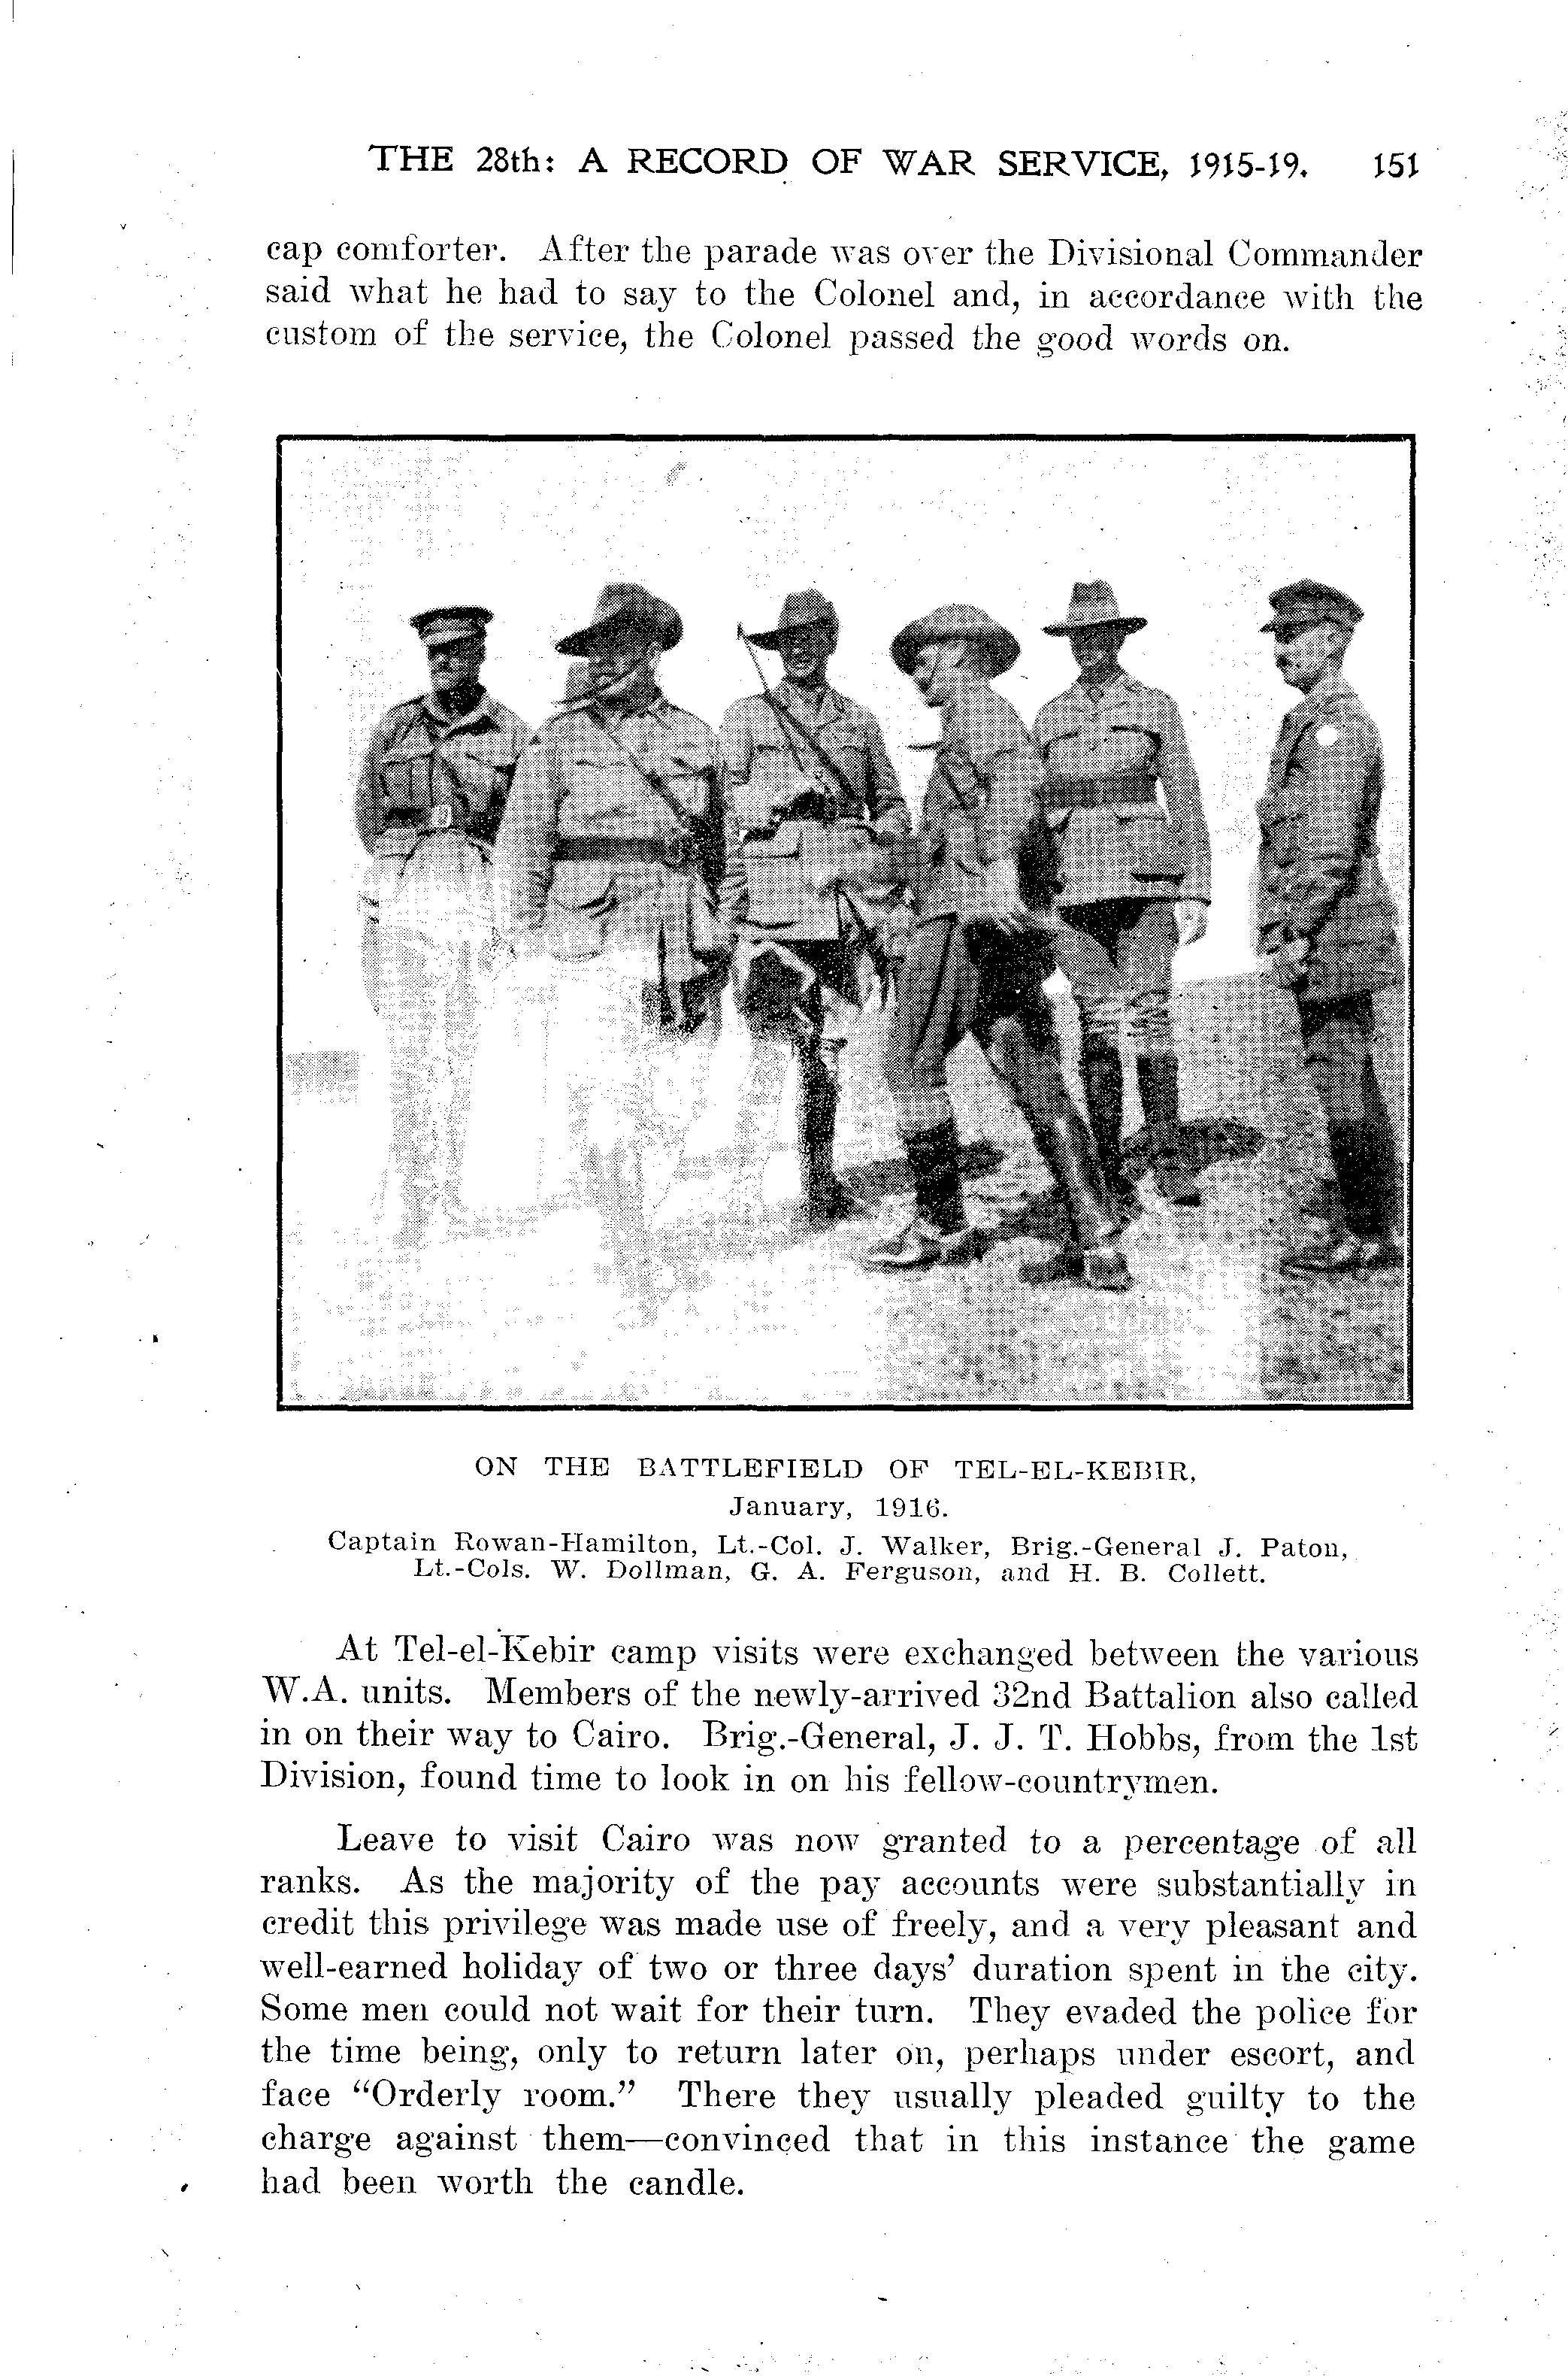 THE 28th: A RECORD OF WAR SERVICE, 1915-19. 151
cap comforter. After the parade was over the Divisional Commander
said what he had to say to the Colonel and, in accordance with the
custom of the service, the Colonel passed the good words on.
ON THE BATTLEFIELD OF TEL-EL-KEBIR,
January, 1916.
Captain Rowan-Hamilton, Lt.-Col. J. Walker, Brig.-General J. Paton,
Lt.-Cols. W. Dollman, G. A. Ferguson, and H. B. Collett.
At Tel-el-Kebir camp visits were exchanged between the various
W.A. units. Members of the newly-arrived 32nd Battalion also called
in on their way to Cairo. Brig.-General, J. J. T. Hobbs, from the 1st
Division, found time to look in on his fellow-countrymen.
Leave to visit Cairo was now granted to a percentage of all
ranks. As the majority of the pay accounts were substantially in
credit this privilege was made use of freely, and a very pleasant and
well-earned holiday of two or three days' duration spent in the city.
Some men could not wait for their turn. They evaded the police for
the time being, only to return later on, perhaps under escort, and
face "Orderly room." There they usually pleaded guilty to the
charge against them—convinced that in this instance the game
had been worth the candle.